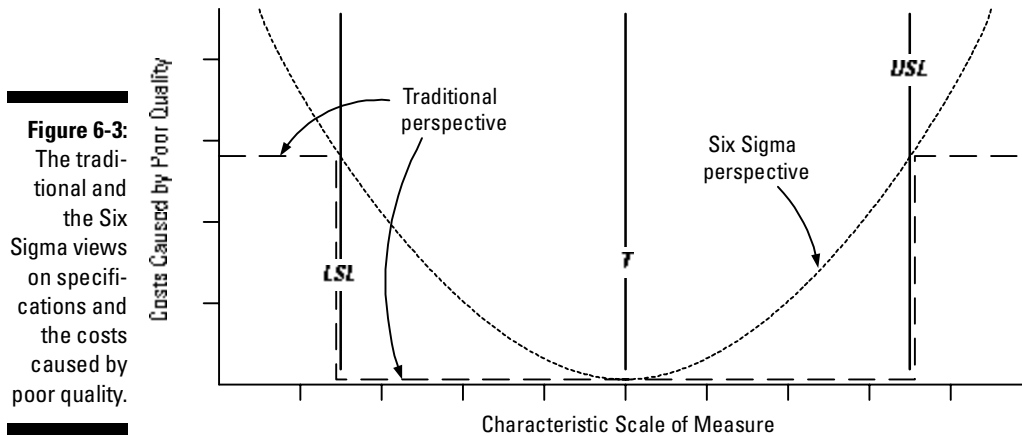 Figure 6-3:
The tradi-
tional and
the Six
Sigma views
on specifi-
cations and
the costs
caused by
poor quality.
Costs Caused by Poor Quality
Traditional
perspective
LSL
T
USL
Six Sigma
perspective
Characteristic Scale of Measure